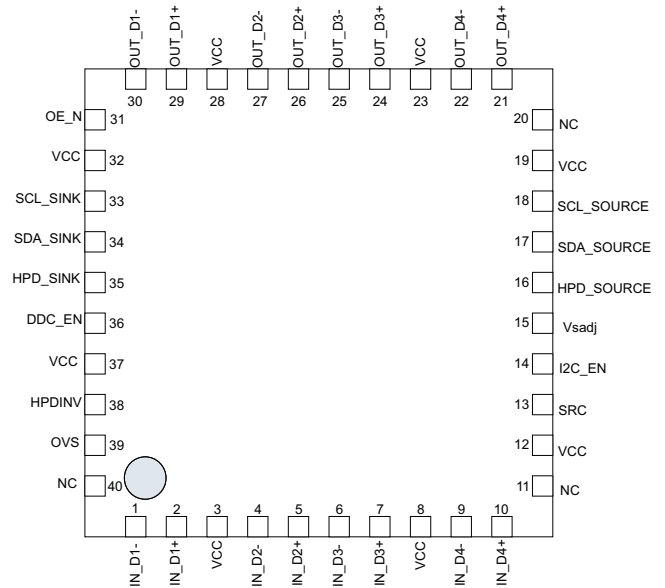 OUT_D1- OUT_D1+ VCC OUT_D2- OUT_D2+ OUT_D3- OUT_D3+ VCC OUT_D4- OUT_D4+
30 29 28 27 26 25 24 23 22 21
OE_N 31 20 NC
VCC 32 19 VCC
SCL_SINK 33 18 SCL_SOURCE
SDA_SINK 34 17 SDA_SOURCE
HPD_SINK 35 16 HPD_SOURCE
DDC_EN 36 15 Vsadj
VCC 37 14 I2C_EN
HPDINV 38 13 SRC
OVS 39 12 VCC
NC 40 11 NC
1 2 3 4 5 6 7 8 9 10
IN_D1- IN_D1+ VCC IN_D2- IN_D2+ IN_D3- IN_D3+ VCC IN_D4- IN_D4+